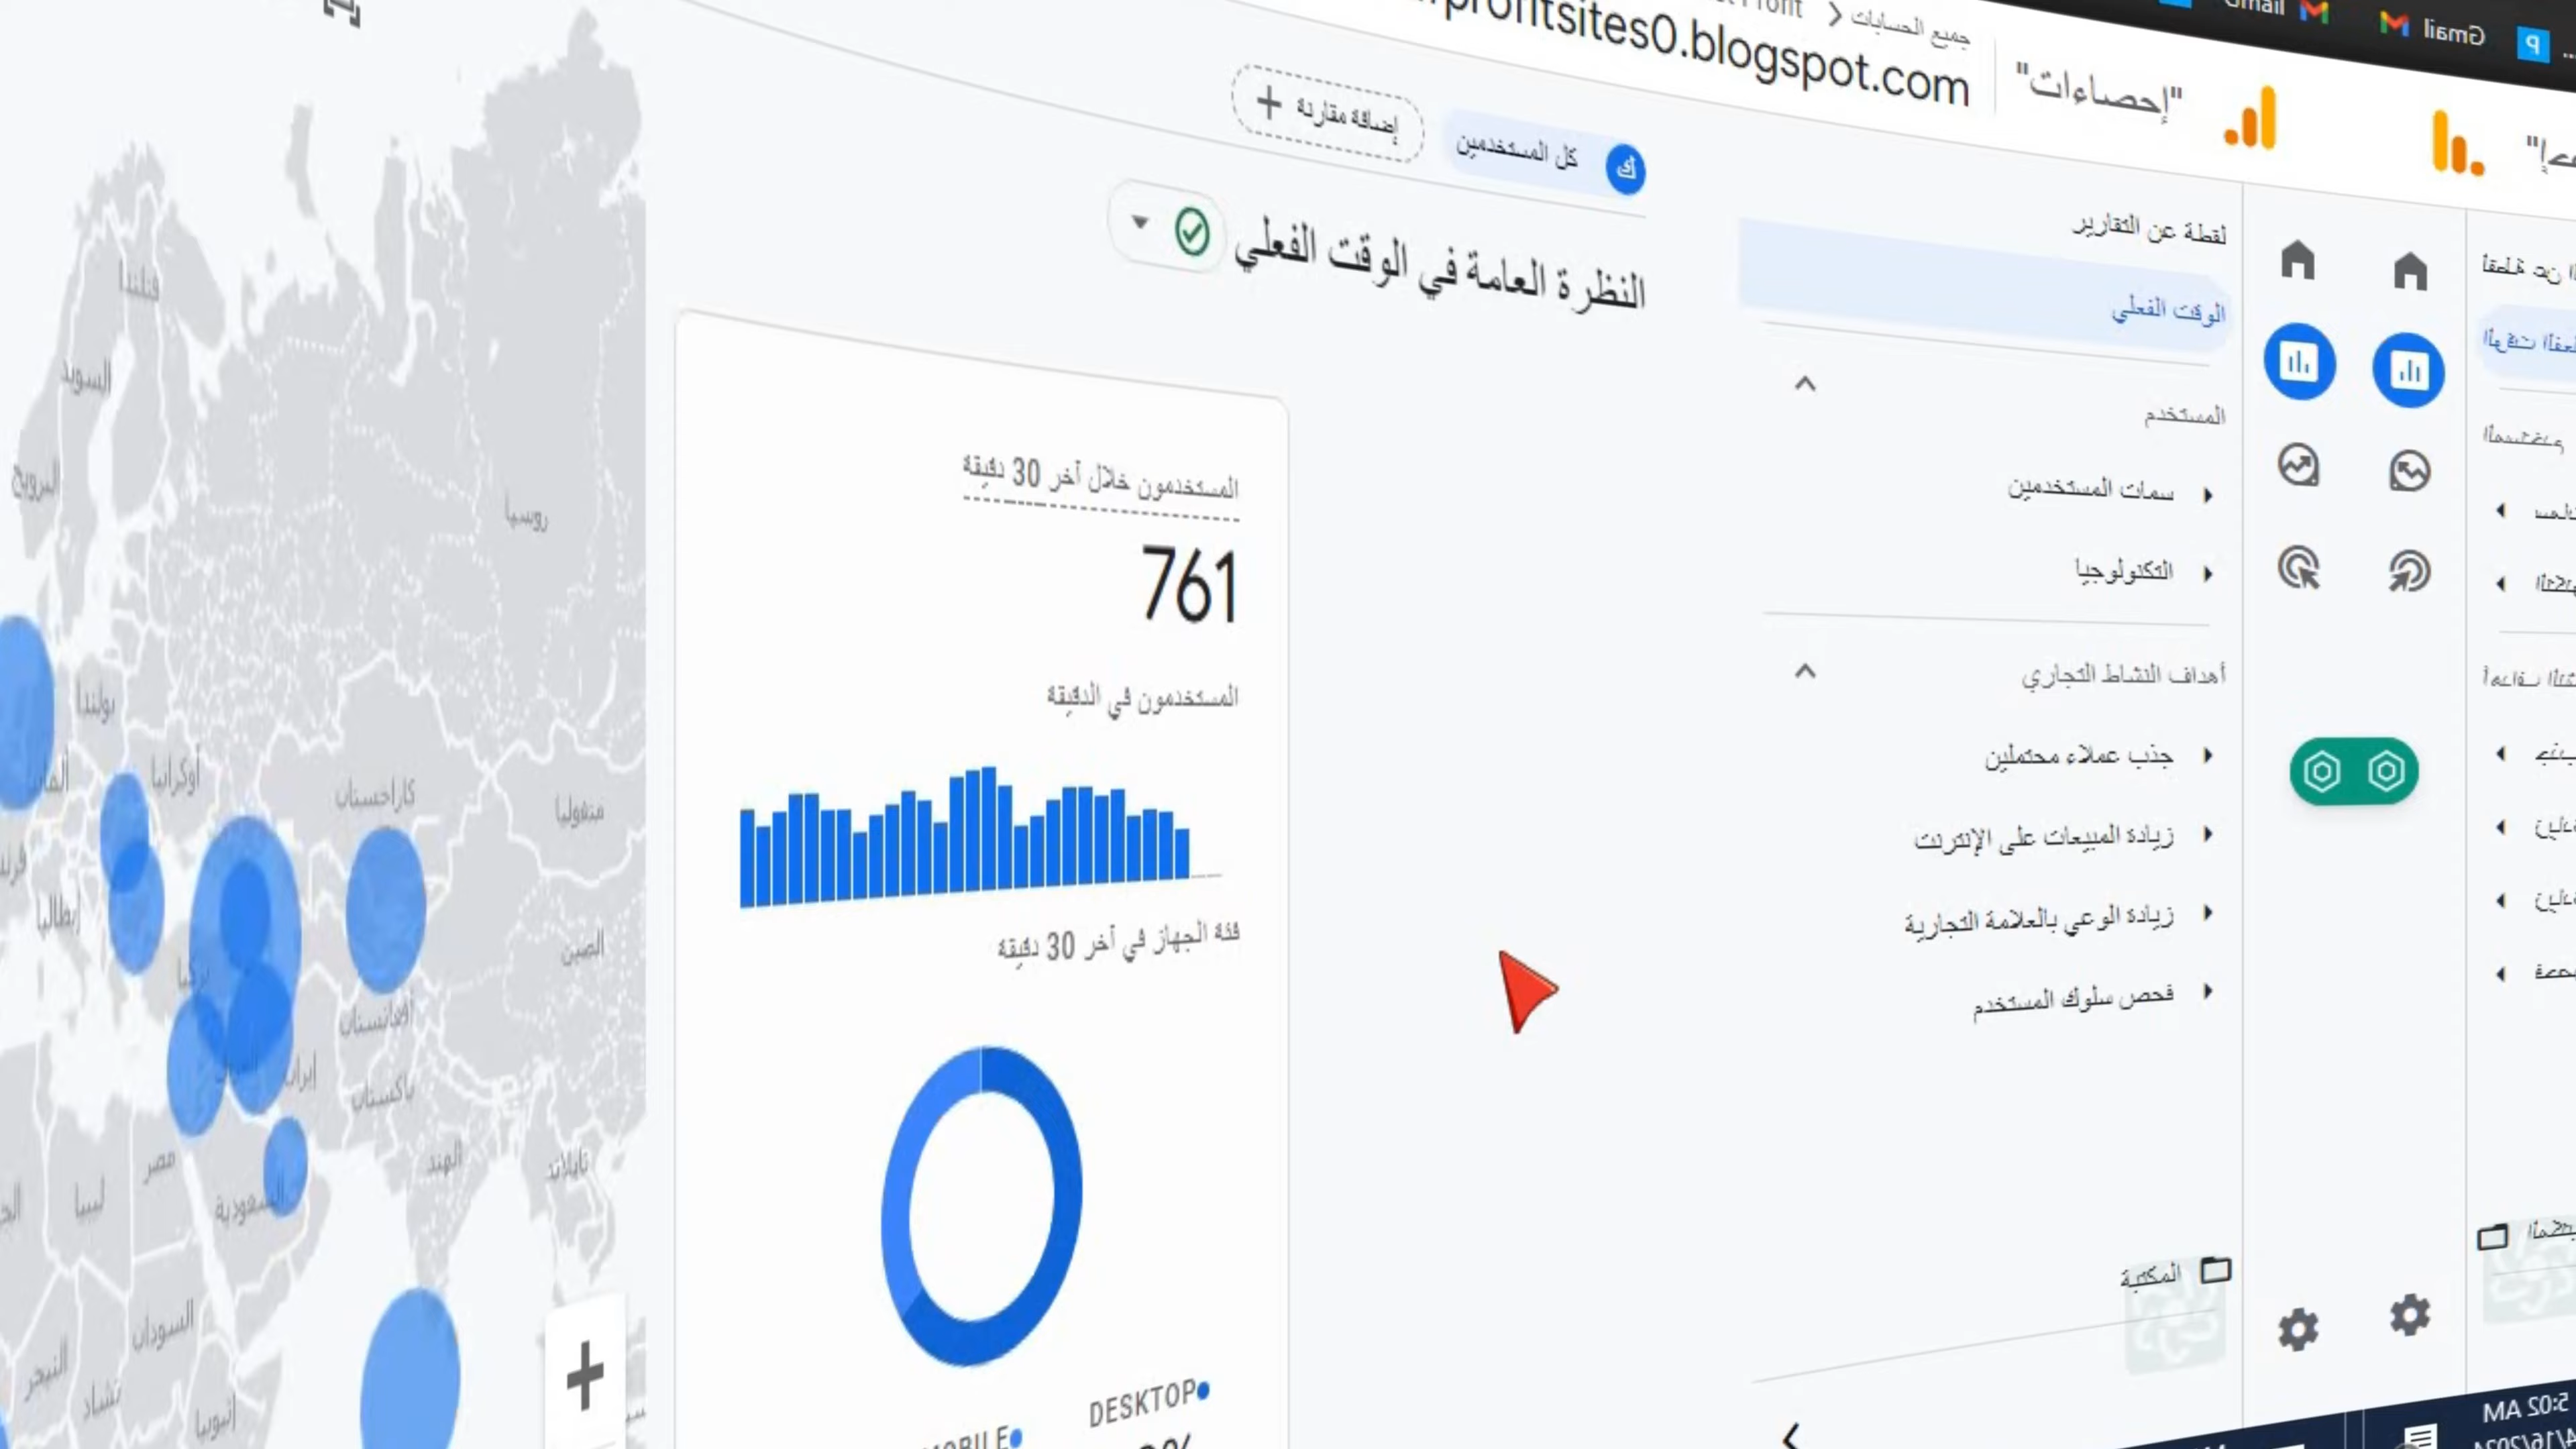 Gmail
Gmail
جميع الحسابات
profitsites0.blogspot.com
"إحصاءات"
إضافة مقارنة
كل المستخدمين
ك
النظرة العامة في الوقت الفعلي
لقطة عن التقارير
الوقت الفعلي
المستخدم
سمات المستخدمين
التكنولوجيا
أهداف النشاط التجاري
جذب عملاء محتملين
زيادة المبيعات على الإنترنت
زيادة الوعي بالعلامة التجارية
فحص سلوك المستخدم
المكتبة
المستخدمون خلال آخر 30 دقيقة
761
المستخدمون في الدقيقة
فئة الجهاز في آخر 30 دقيقة
DESKTOP
فنلندا
السويد
النرويج
روسيا
بولندا
أوكرانيا
كازاخستان
منغوليا
إيطاليا
تركيا
الصين
أفغانستان
إيران
باكستان
مصر
ليبيا
السعودية
الهند
تايلاند
السودان
النيجر
تشاد
إثيوبيا
5:02 AM